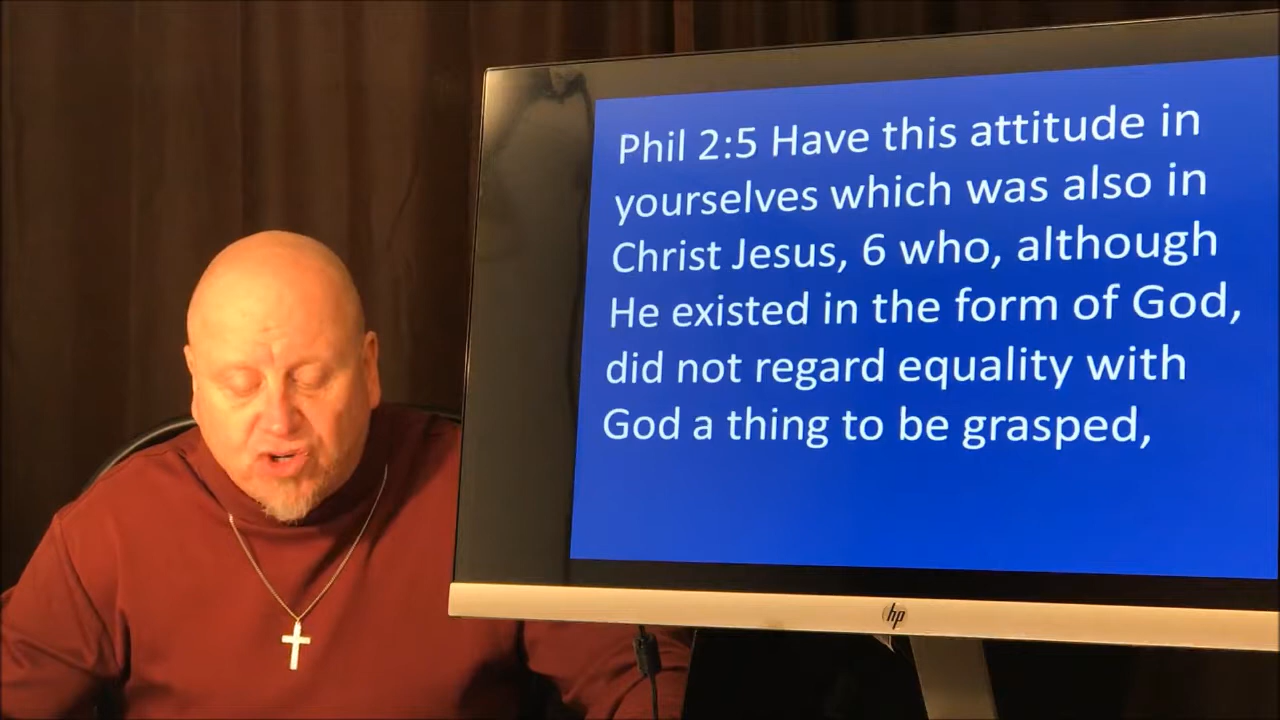 Phil 2:5 Have this attitude in
yourselves which was also in
Christ Jesus, 6 who, although
He existed in the form of God,
did not regard equality with
God a thing to be grasped,
hp